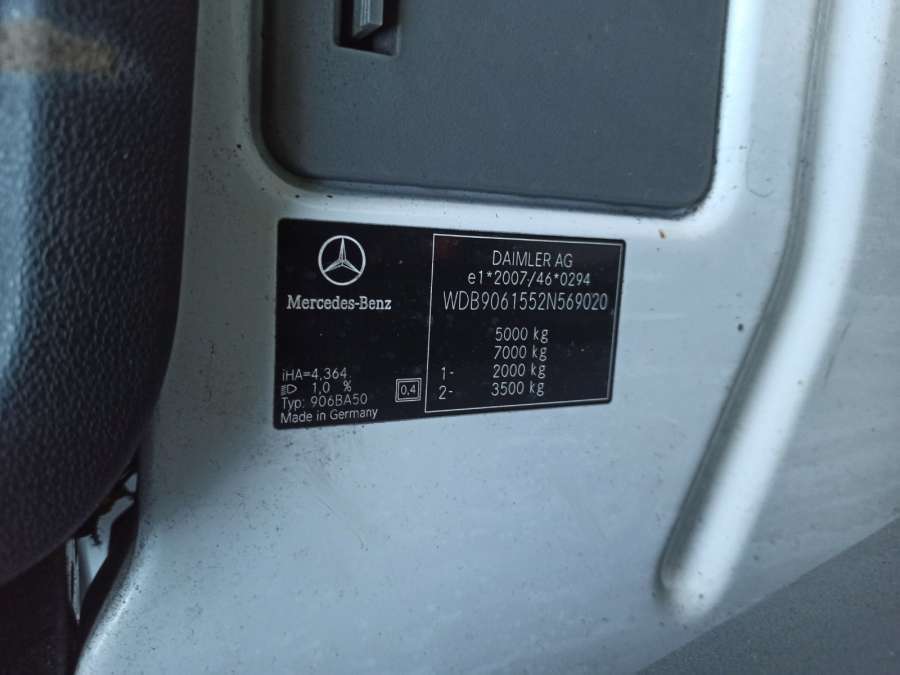 Mercedes-Benz
iHA=4,364
1,0 %
Typ: 906BA50
Made in Germany
0,4
DAIMLER AG
e1*2007/46*0294
WDB9061552N569020
5000 kg
7000 kg
1- 2000 kg
2- 3500 kg